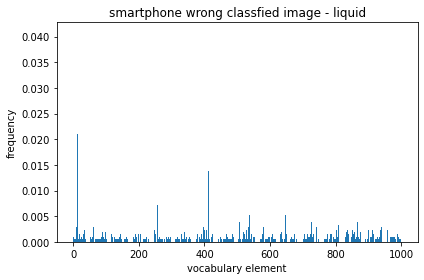 smartphone wrong classfied image - liquid
frequency
0.040
0.035
0.030
0.025
0.020
0.015
0.010
0.005
0.000
0 200 400 600 800 1000
vocabulary element